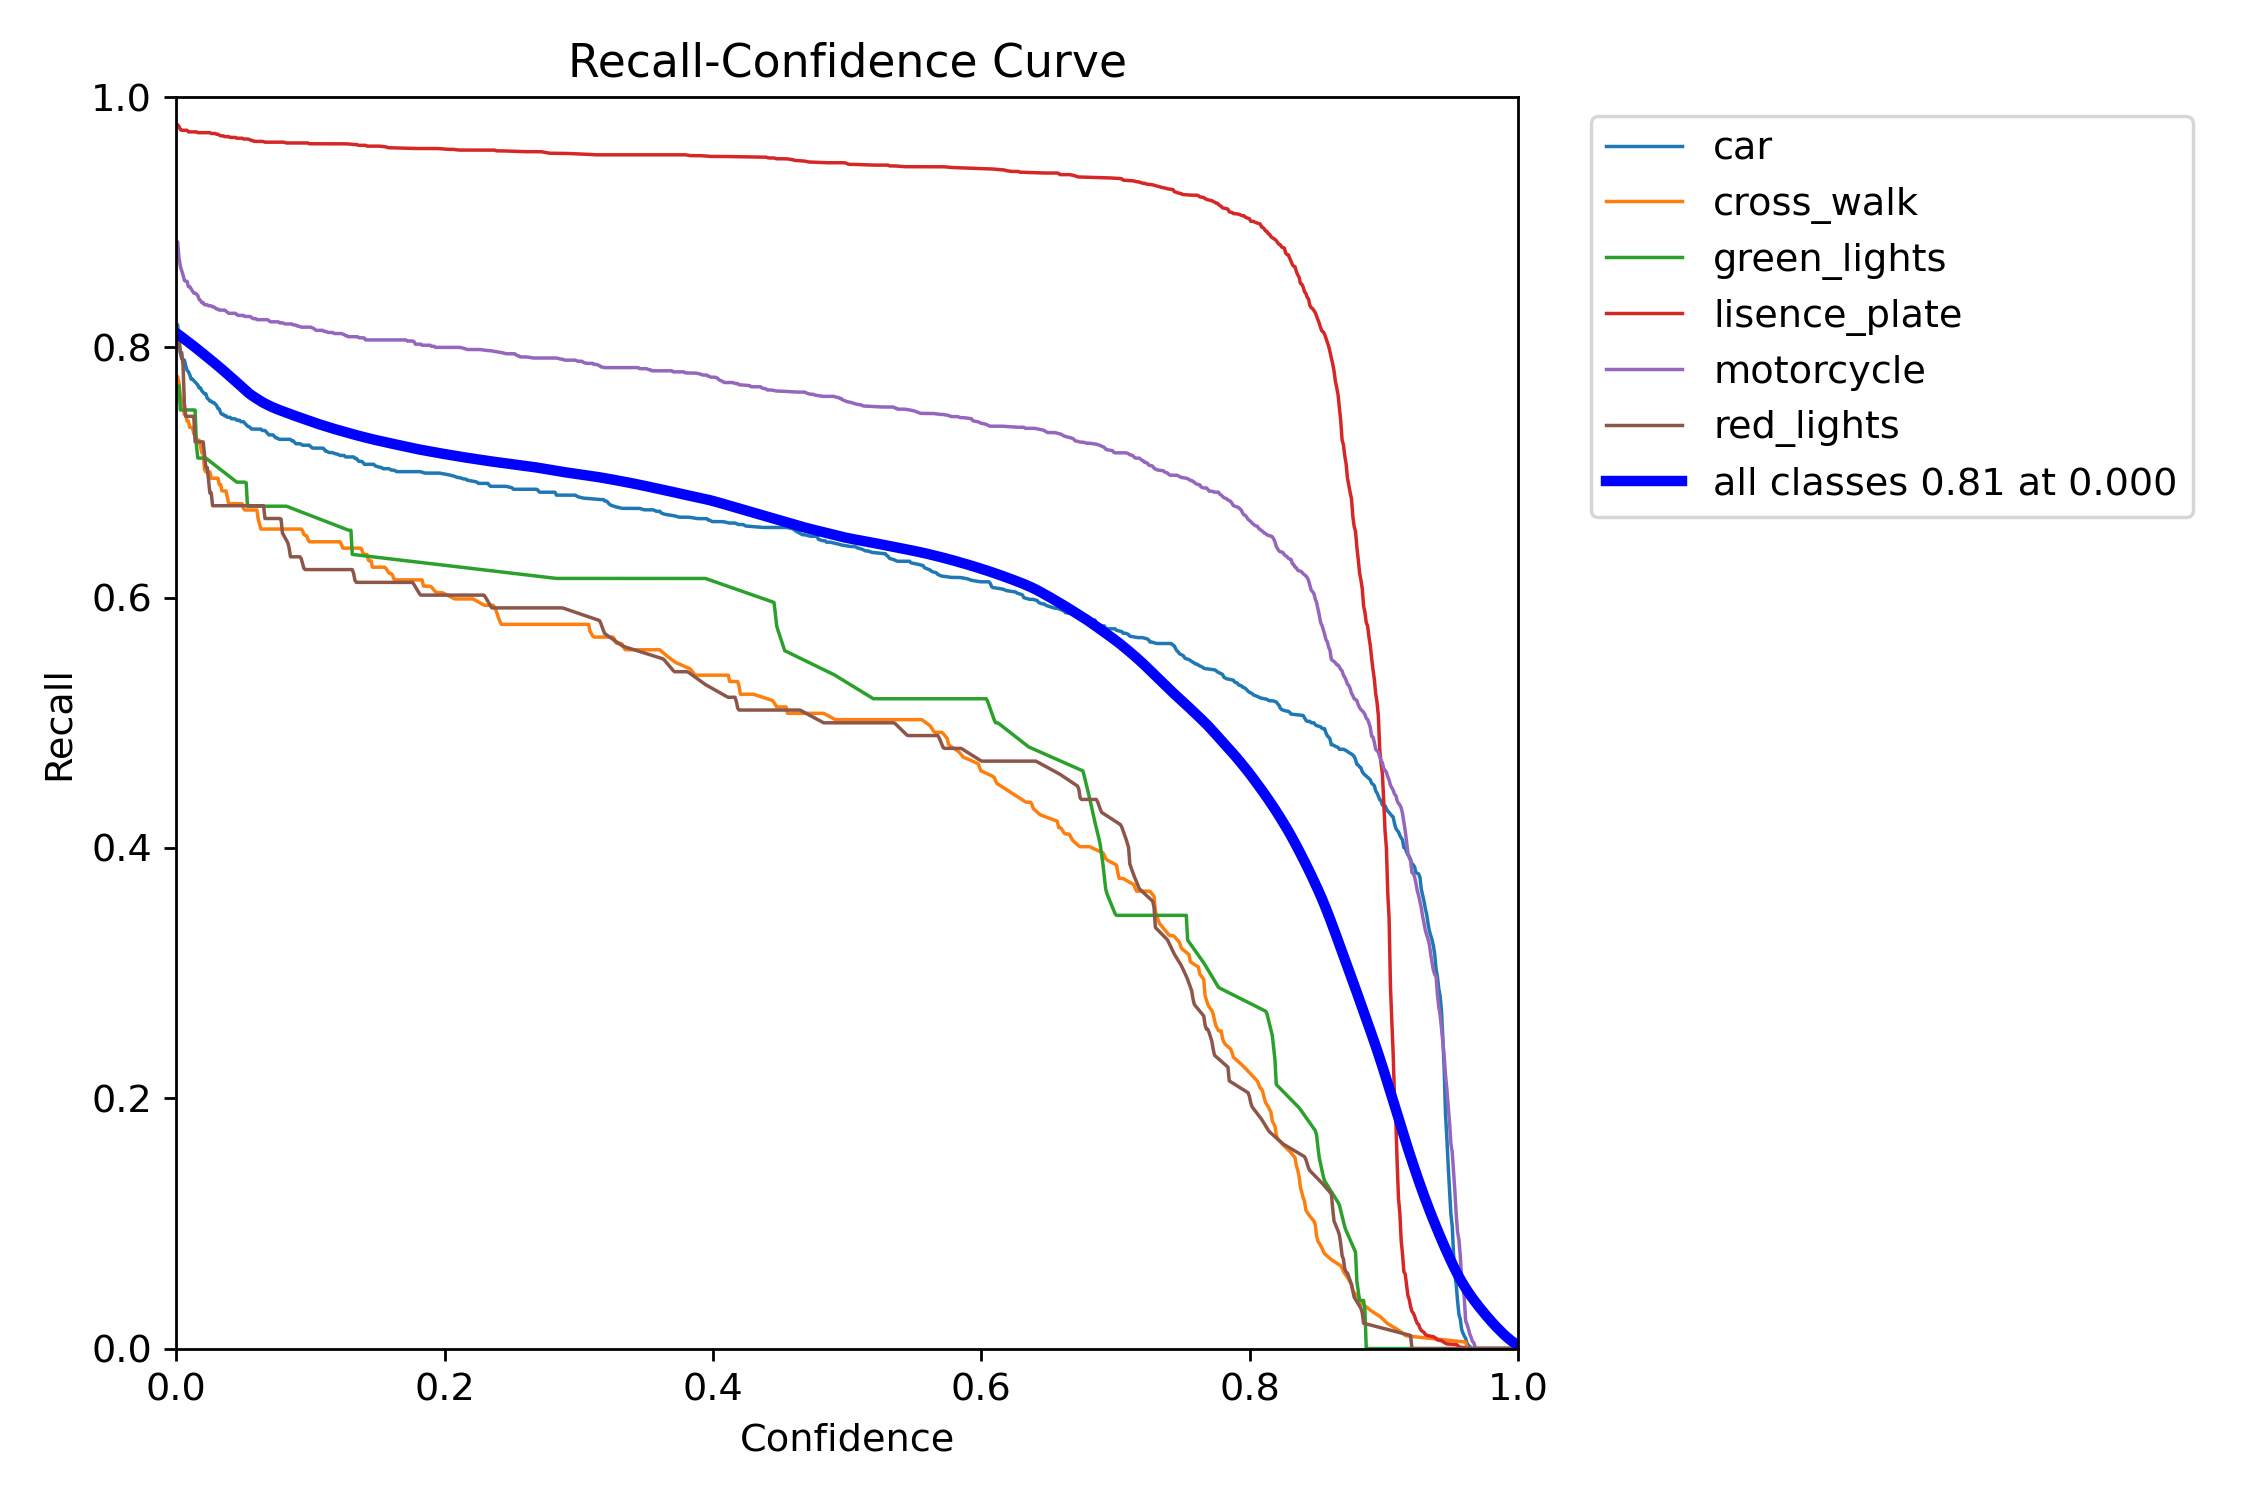 Recall-Confidence Curve
1.0
0.8
0.6
0.4
0.2
0.0
Recall
0.0 0.2 0.4 0.6 0.8 1.0
Confidence
car
cross_walk
green_lights
lisence_plate
motorcycle
red_lights
all classes 0.81 at 0.000